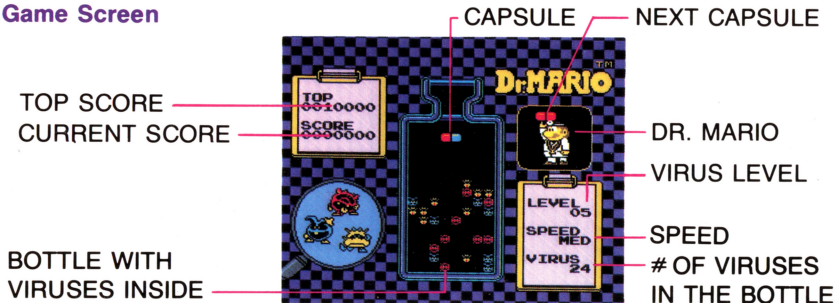 Game Screen
CAPSULE
NEXT CAPSULE
TOP SCORE
CURRENT SCORE
BOTTLE WITH
VIRUSES INSIDE
TOP
0010000
SCORE
0000000
Dr.MARIO
TM
DR. MARIO
VIRUS LEVEL
LEVEL
05
SPEED
MED
VIRUS
24
SPEED
# OF VIRUSES
IN THE BOTTLE